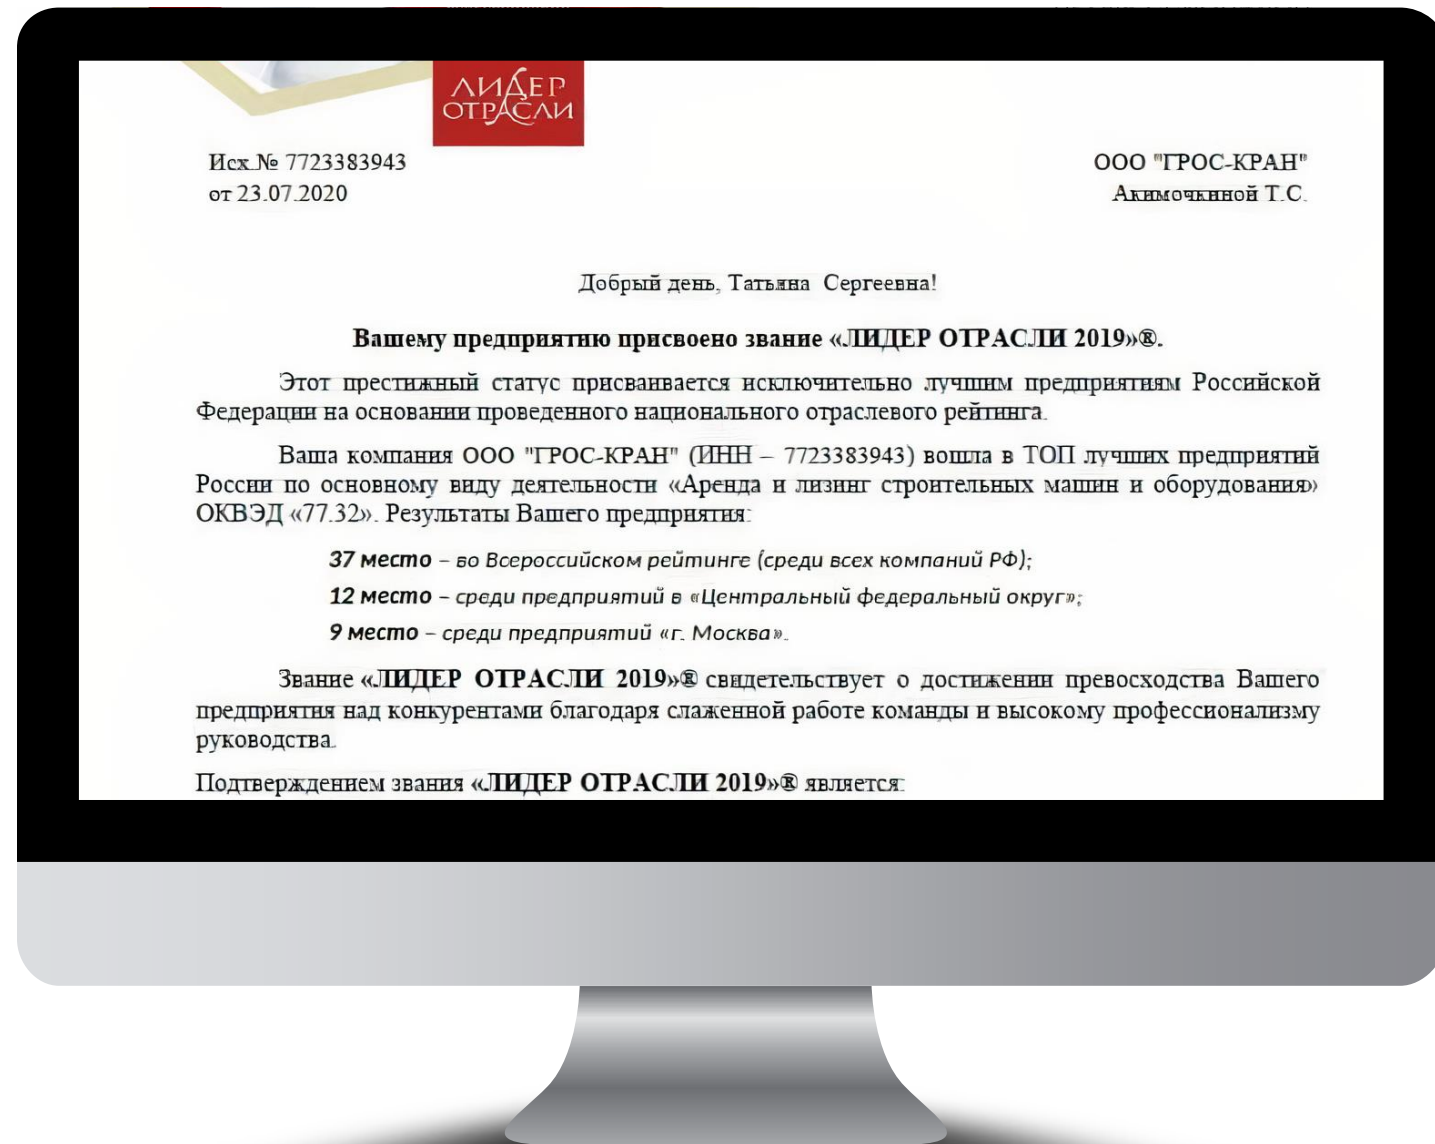 ЛИДЕР
ОТРАСЛИ
Исх.№ 7723383943
от 23.07.2020
ООО "ГРОС-КРАН"
Акимочкиной Т.С.
Добрый день, Татьяна Сергеевна!
Вашему предприятию присвоено звание «ЛИДЕР ОТРАСЛИ 2019»®.
Этот престижный статус присваивается исключительно лучшим предприятиям Российской
Федерации на основании проведенного национального отраслевого рейтинга.
Ваша компания ООО "ГРОС-КРАН" (ИНН – 7723383943) вошла в ТОП лучших предприятий
России по основному виду деятельности «Аренда и лизинг строительных машин и оборудования»
ОКВЭД «77.32». Результаты Вашего предприятия:
37 место – во Всероссийском рейтинге (среди всех компаний РФ);
12 место – среди предприятий в «Центральный федеральный округ»;
9 место – среди предприятий «г. Москва».
Звание «ЛИДЕР ОТРАСЛИ 2019»® свидетельствует о достижении превосходства Вашего
предприятия над конкурентами благодаря слаженной работе команды и высокому профессионализму
руководства.
Подтверждением звания «ЛИДЕР ОТРАСЛИ 2019»® является: